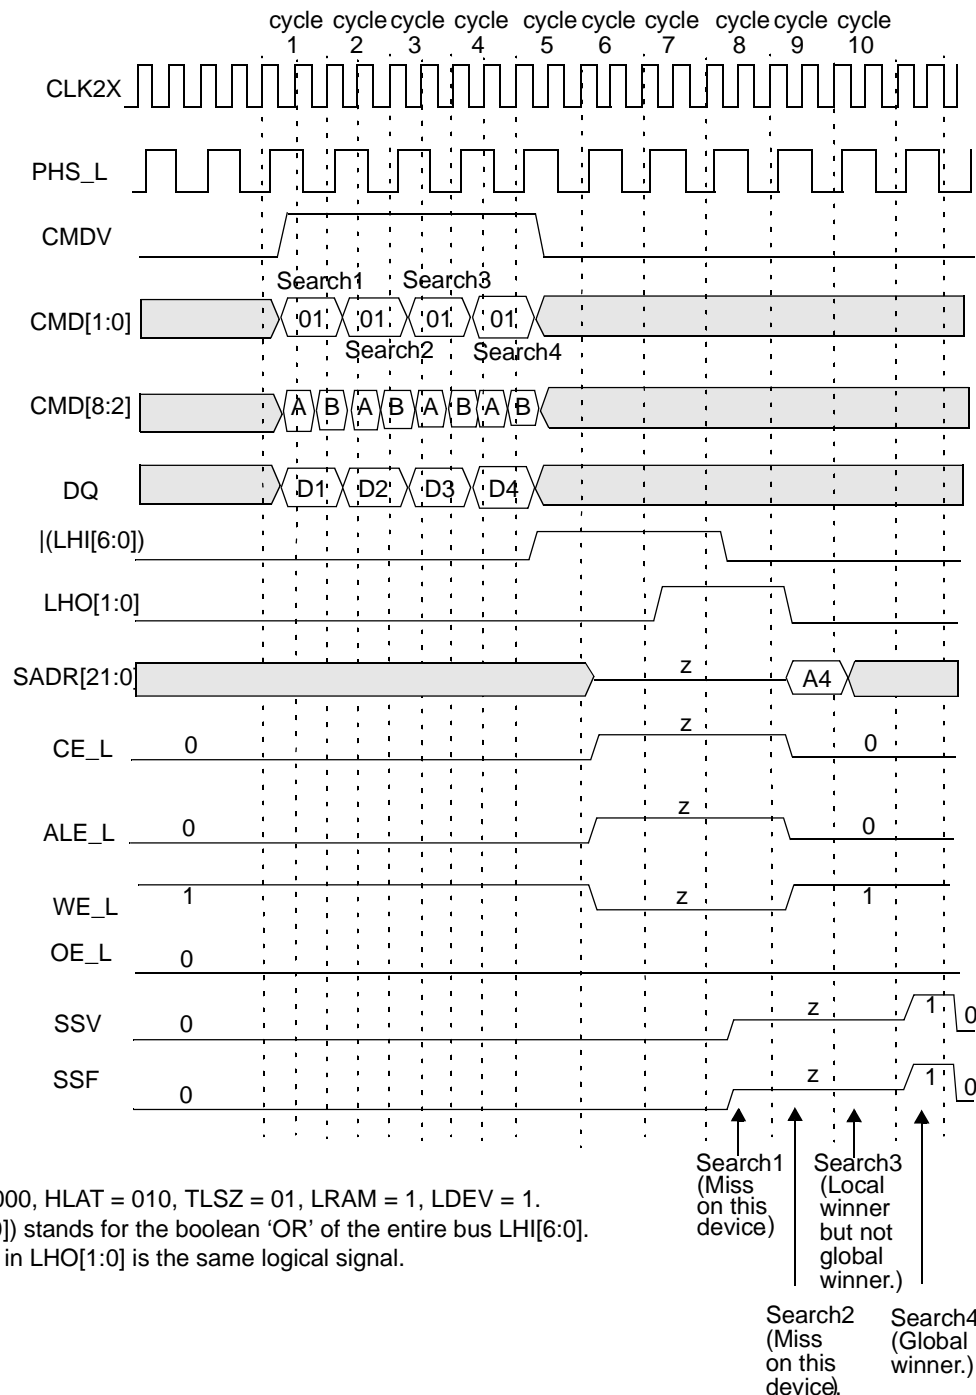 cycle cycle cycle cycle cycle cycle cycle cycle cycle cycle
1 2 3 4 5 6 7 8 9 10
CLK2X
PHS_L
CMDV
Search1 Search3
CMD[1:0] 01 01 01 01
Search2 Search4
CMD[8:2] A B A B A B A B
DQ D1 D2 D3 D4
|(LHI[6:0])
LHO[1:0]
SADR[21:0] z A4
CE_L 0 z 0
ALE_L 0 z 0
WE_L 1 z 1
OE_L 0
SSV 0 z 1 0
SSF 0 z 1 0
Search1
(Miss
on this
device)
Search3
(Local
winner
but not
global
winner.)
000, HLAT = 010, TLSZ = 01, LRAM = 1, LDEV = 1.
0]) stands for the boolean ‘OR’ of the entire bus LHI[6:0].
in LHO[1:0] is the same logical signal.
Search2
(Miss
on this
device).
Search4
(Global
winner.)